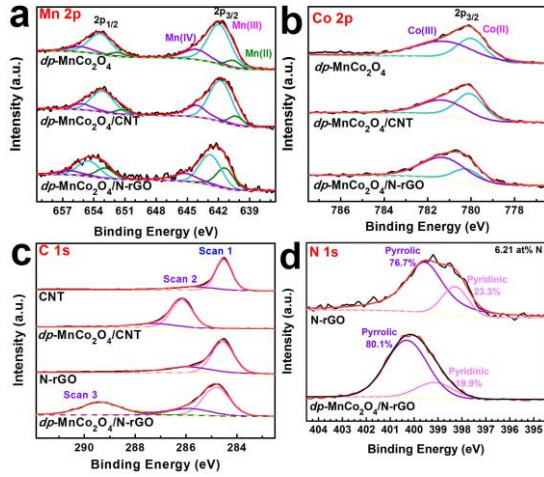 a
Mn 2p
2p1/2
2p3/2
Mn(III)
Mn(IV)
Mn(II)
dp-MnCo2O4
dp-MnCo2O4/CNT
dp-MnCo2O4/N-rGO
Intensity (a.u.)
657 654 651 648 645 642 639
Binding Energy (eV)
b
Co 2p
2p3/2
Co(III)
Co(II)
dp-MnCo2O4
dp-MnCo2O4/CNT
dp-MnCo2O4/N-rGO
Intensity (a.u.)
786 784 782 780 778
Binding Energy (eV)
c
C 1s
Scan 1
Scan 2
CNT
dp-MnCo2O4/CNT
N-rGO
Scan 3
dp-MnCo2O4/N-rGO
Intensity (a.u.)
290 288 286 284
Binding Energy (eV)
d
N 1s
6.21 at% N
Pyrrolic
76.7%
Pyridinic
23.3%
N-rGO
Pyrrolic
80.1%
Pyridinic
19.9%
dp-MnCo2O4/N-rGO
Intensity (a.u.)
404 403 402 401 400 399 398 397 396 395 394
Binding Energy (eV)